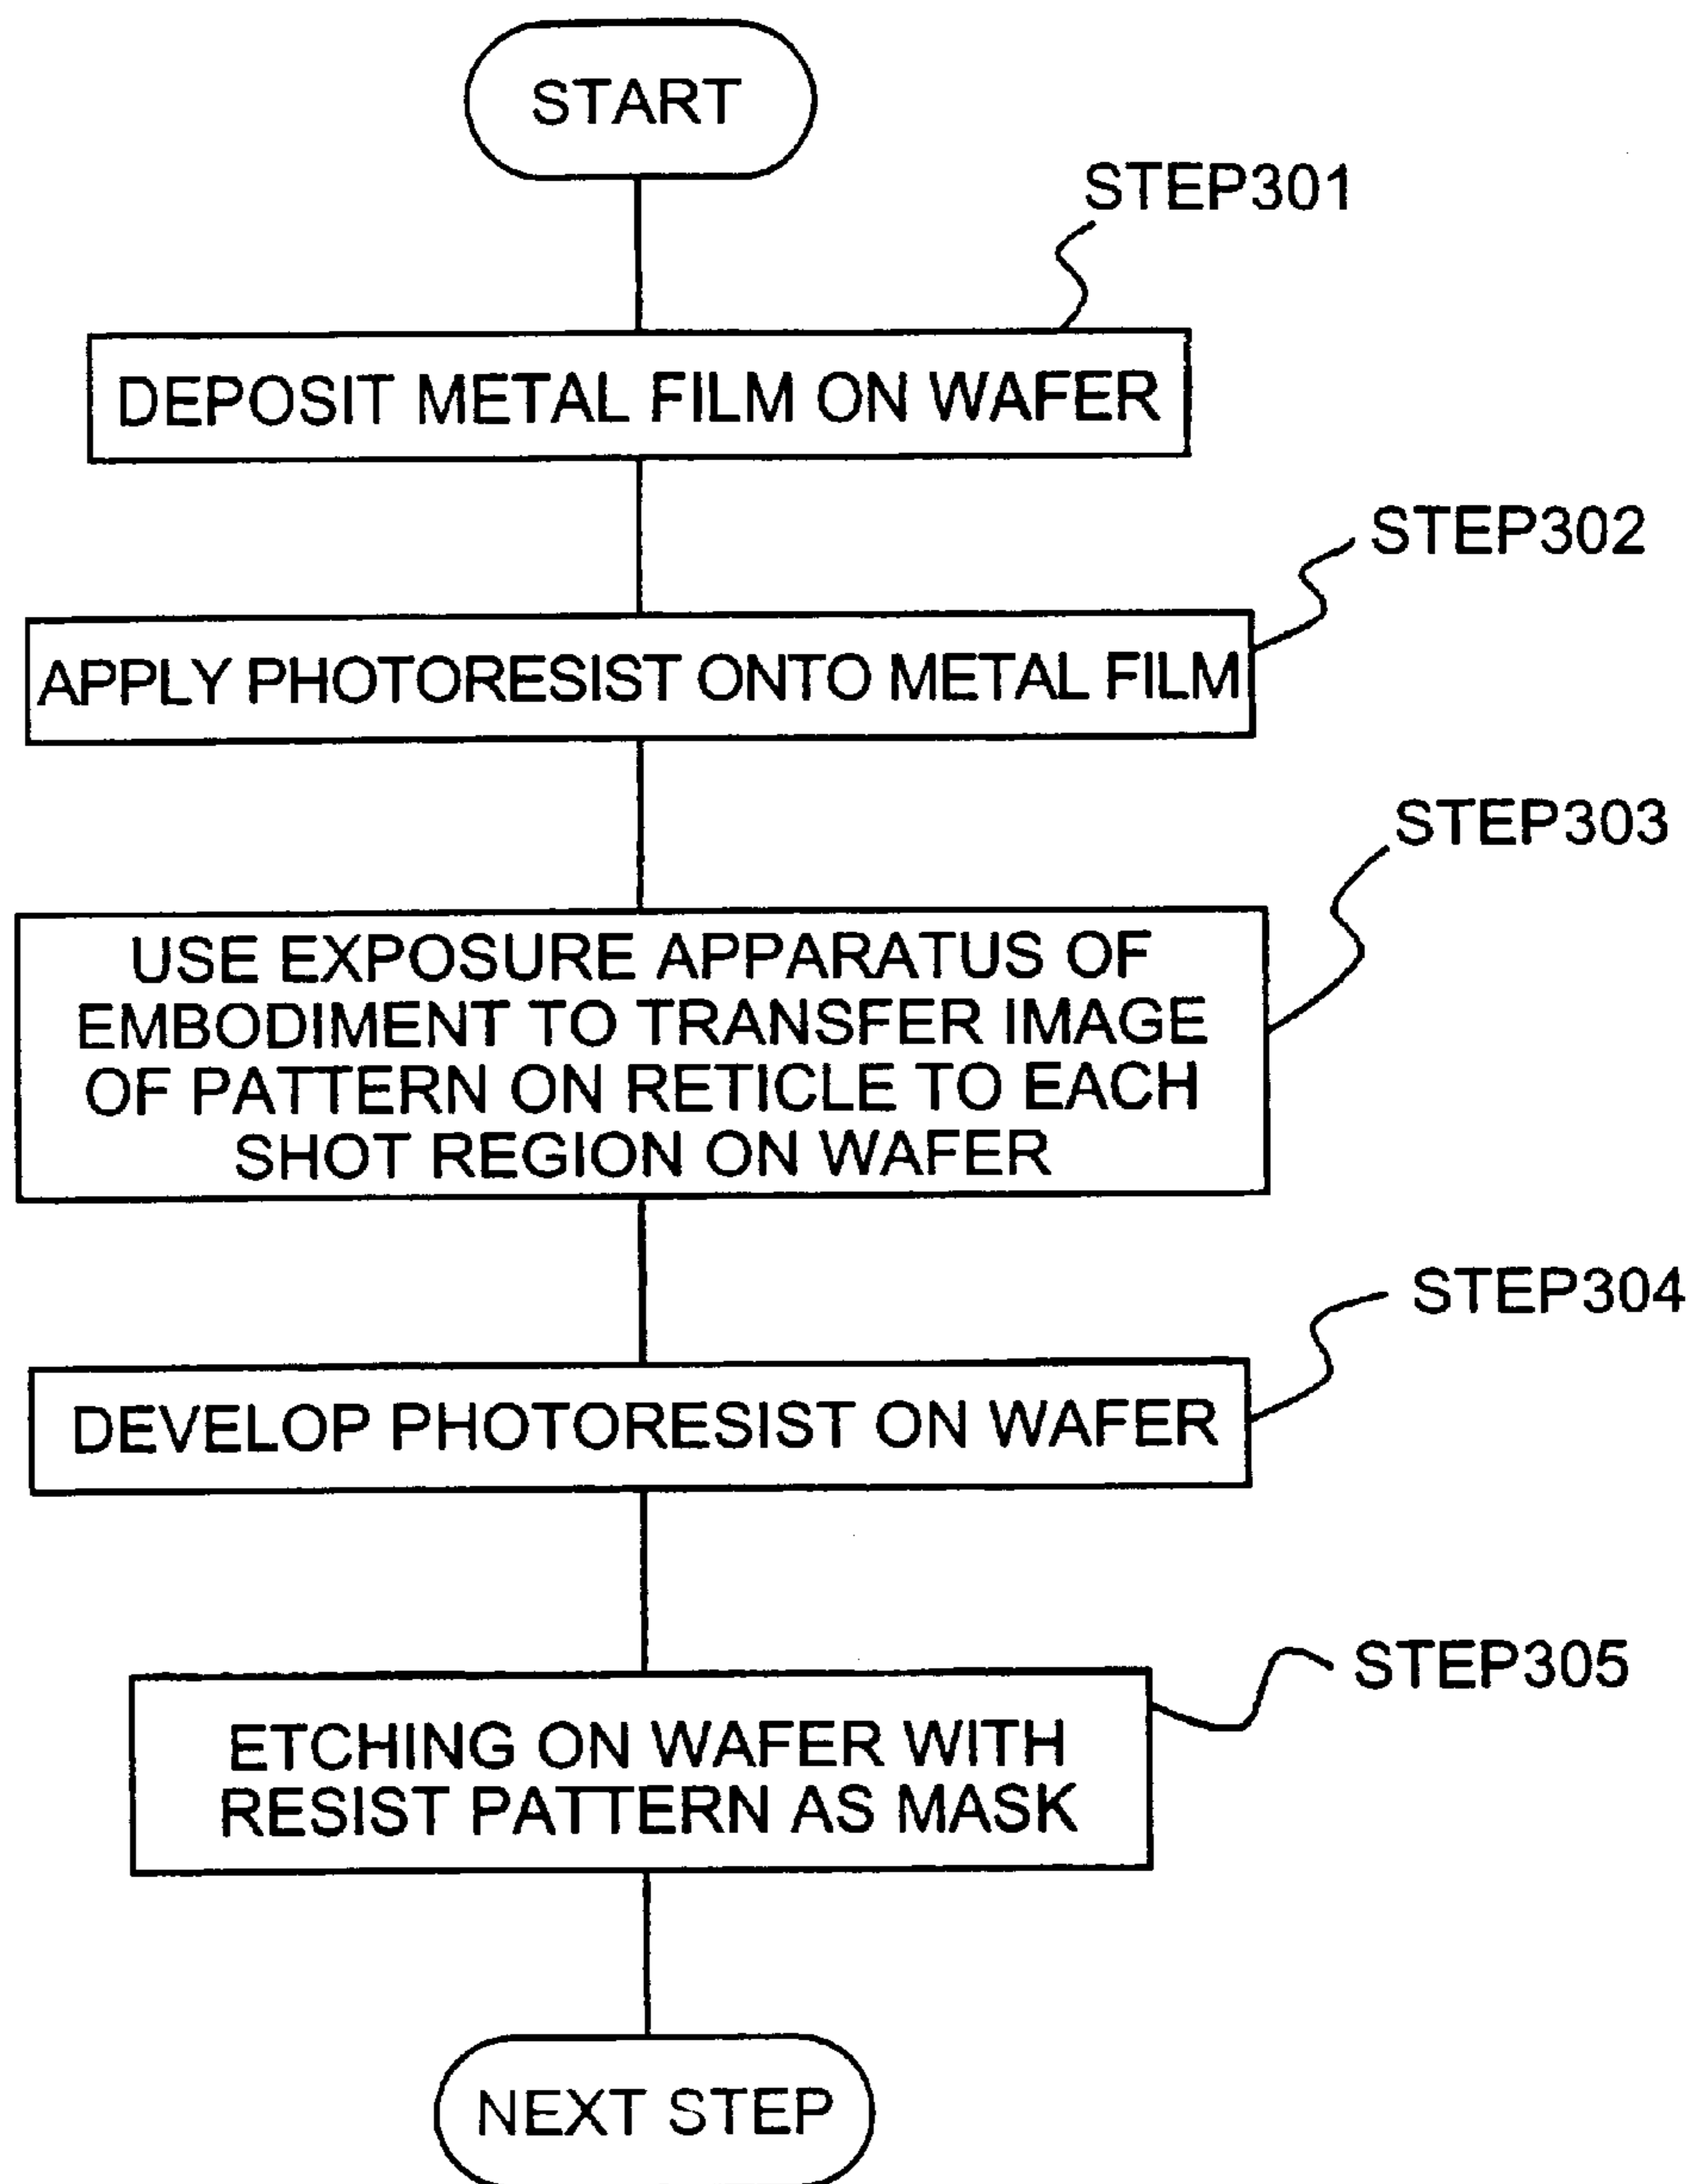 START
STEP301
DEPOSIT METAL FILM ON WAFER
STEP302
APPLY PHOTORESIST ONTO METAL FILM
STEP303
USE EXPOSURE APPARATUS OF
EMBODIMENT TO TRANSFER IMAGE
OF PATTERN ON RETICLE TO EACH
SHOT REGION ON WAFER
STEP304
DEVELOP PHOTORESIST ON WAFER
STEP305
ETCHING ON WAFER WITH
RESIST PATTERN AS MASK
NEXT STEP